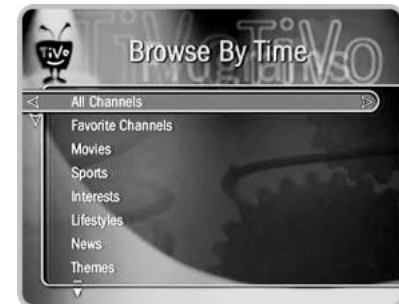 TiVo
Browse By Time
All Channels
Favorite Channels
Movies
Sports
Interests
Lifestyles
News
Themes